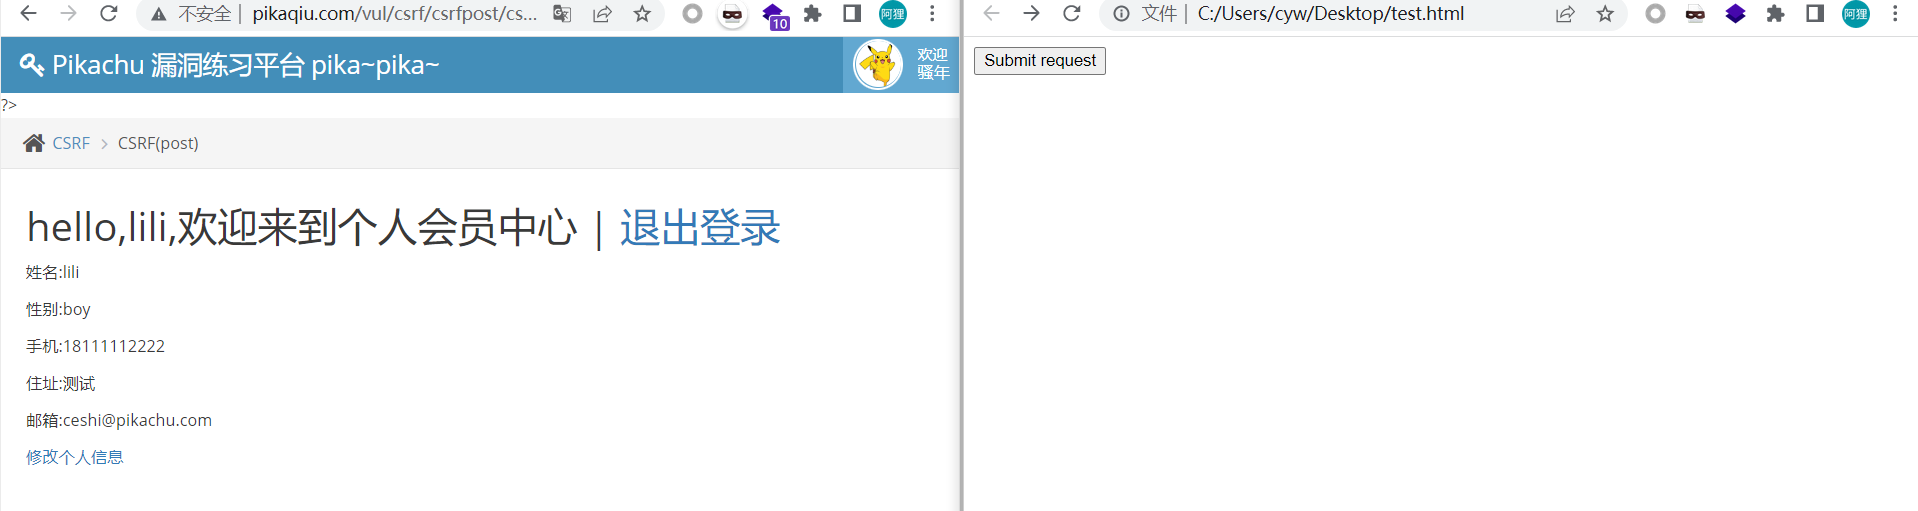 不安全 | pikaqiu.com/vul/csrf/csrfpost/cs...
10
阿狸
Pikachu 漏洞练习平台 pika~pika~
欢迎
骚年
?>
CSRF > CSRF(post)
hello,lili,欢迎来到个人会员中心 | 退出登录
姓名:lili
性别:boy
手机:18111112222
住址:测试
邮箱:ceshi@pikachu.com
修改个人信息
文件 | C:/Users/cyw/Desktop/test.html
阿狸
Submit request